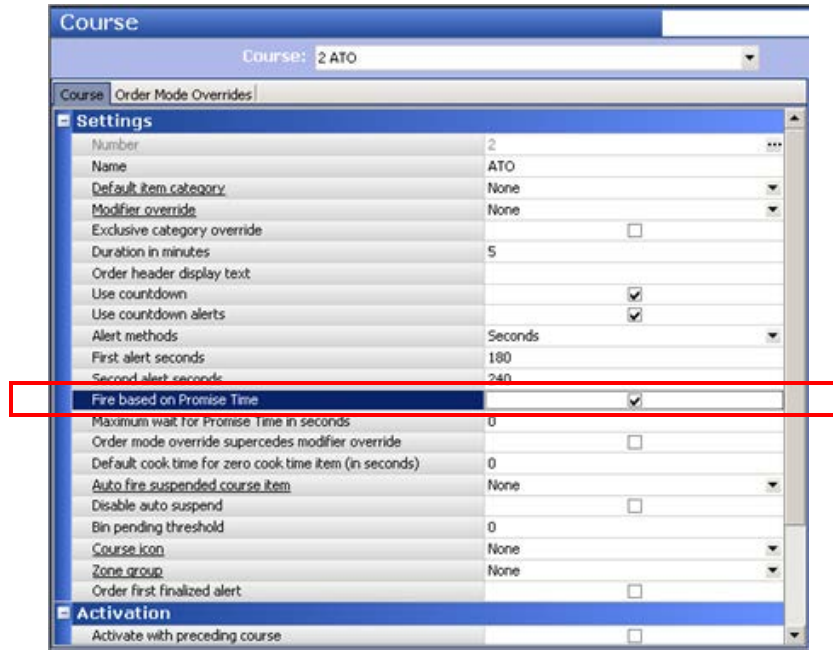 Course
Course: 2 ATO
Course Order Mode Overrides
Settings
Number 2 ...
Name ATO
Default item category None
Modifier override None
Exclusive category override
Duration in minutes 5
Order header display text
Use countdown
Use countdown alerts
Alert methods Seconds
First alert seconds 180
Second alert seconds 240
Fire based on Promise Time
Maximum wait for Promise Time in seconds 0
Order mode override supercedes modifier override
Default cook time for zero cook time item (in seconds) 0
Auto fire suspended course item None
Disable auto suspend
Bin pending threshold 0
Course icon None
Zone group None
Order first finalized alert
Activation
Activate with preceding course